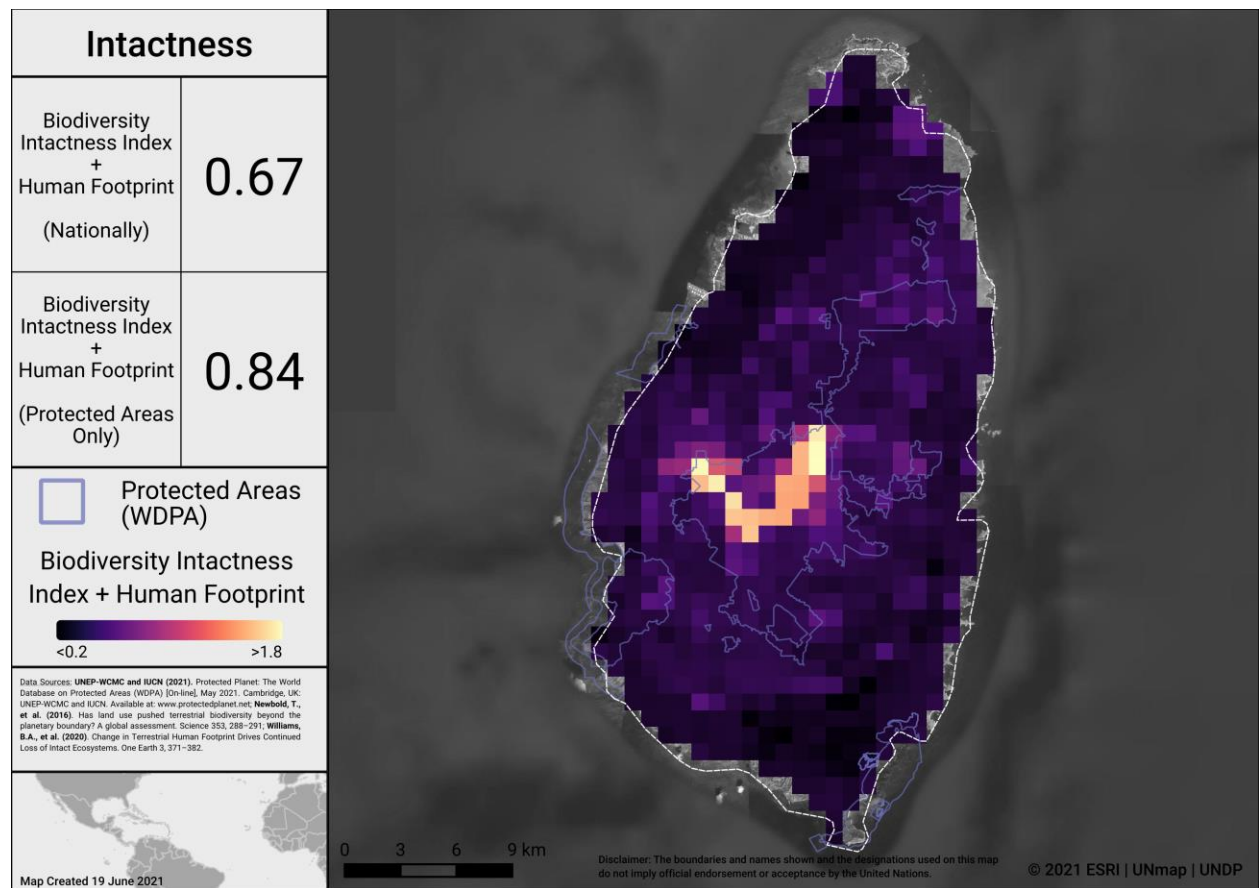 Intactness
Biodiversity
Intactness Index
+
Human Footprint
(Nationally)
0.67
Biodiversity
Intactness Index
+
Human Footprint
(Protected Areas
Only)
0.84
Protected Areas
(WDPA)
Biodiversity Intactness
Index + Human Footprint
<0.2
>1.8
Data Sources: UNEP-WCMC and IUCN (2021). Protected Planet: The World
Database on Protected Areas (WDPA) [On-line], May 2021. Cambridge, UK:
UNEP-WCMC and IUCN. Available at: www.protectedplanet.net; Newbold, T.,
et al. (2016). Has land use pushed terrestrial biodiversity beyond the
planetary boundary? A global assessment. Science 353, 288–291; Williams,
B.A., et al. (2020). Change in Terrestrial Human Footprint Drives Continued
Loss of Intact Ecosystems. One Earth 3, 371–382.
Map Created 19 June 2021
0 3 6 9 km
Disclaimer: The boundaries and names shown and the designations used on this map
do not imply official endorsement or acceptance by the United Nations.
© 2021 ESRI | UNmap | UNDP